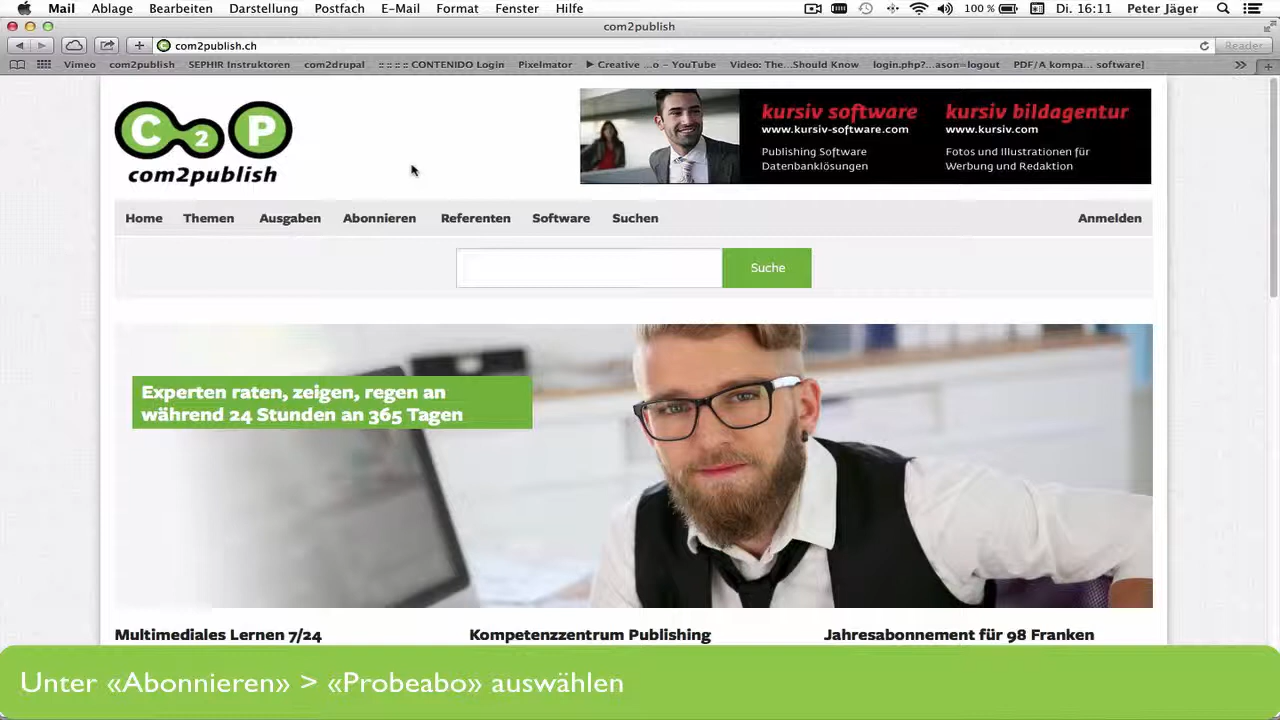 Mail Ablage Bearbeiten Darstellung Postfach E-Mail Format Fenster Hilfe 100 % Di. 16:11 Peter Jäger
com2publish
com2publish.ch Reader
Vimeo com2publish SEPHIR Instruktoren com2drupal :: :: :: :: CONTENIDO Login Pixelmator ▶ Creative ...o – YouTube Video: The...Should Know login.php?...ason=logout PDF/A kompa... software] >>
C2P
com2publish
kursiv software
www.kursiv-software.com
Publishing Software
Datenbanklösungen
kursiv bildagentur
www.kursiv.com
Fotos und Illustrationen für
Werbung und Redaktion
Home Themen Ausgaben Abonnieren Referenten Software Suchen Anmelden
Suche
Experten raten, zeigen, regen an
während 24 Stunden an 365 Tagen
Multimediales Lernen 7/24 Kompetenzzentrum Publishing Jahresabonnement für 98 Franken
Unter «Abonnieren» > «Probeabo» auswählen